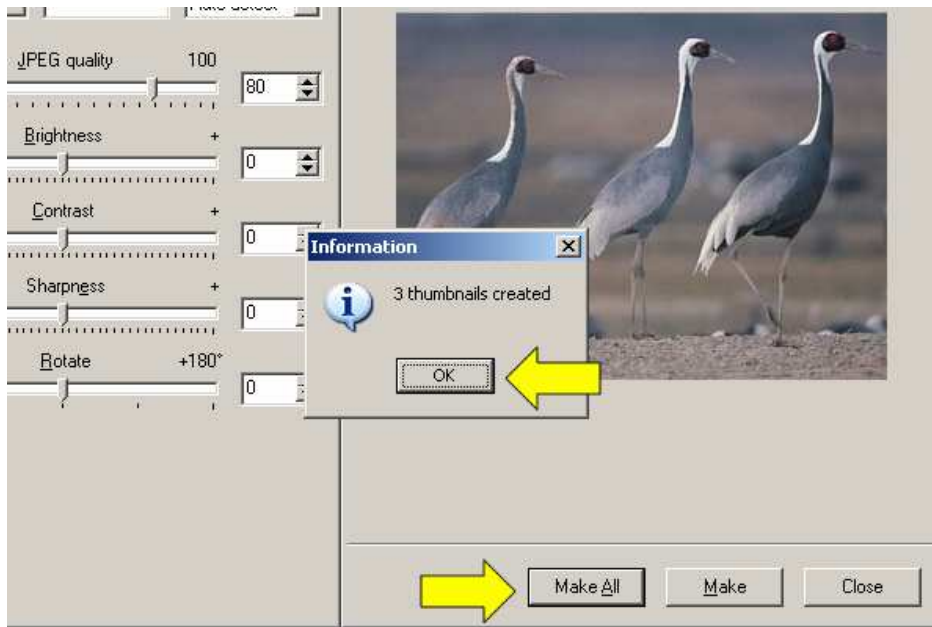 JPEG quality 100
80
Brightness +
0
Contrast +
0
Information
3 thumbnails created
OK
Sharpness +
0
Rotate +180°
0
Make All Make Close